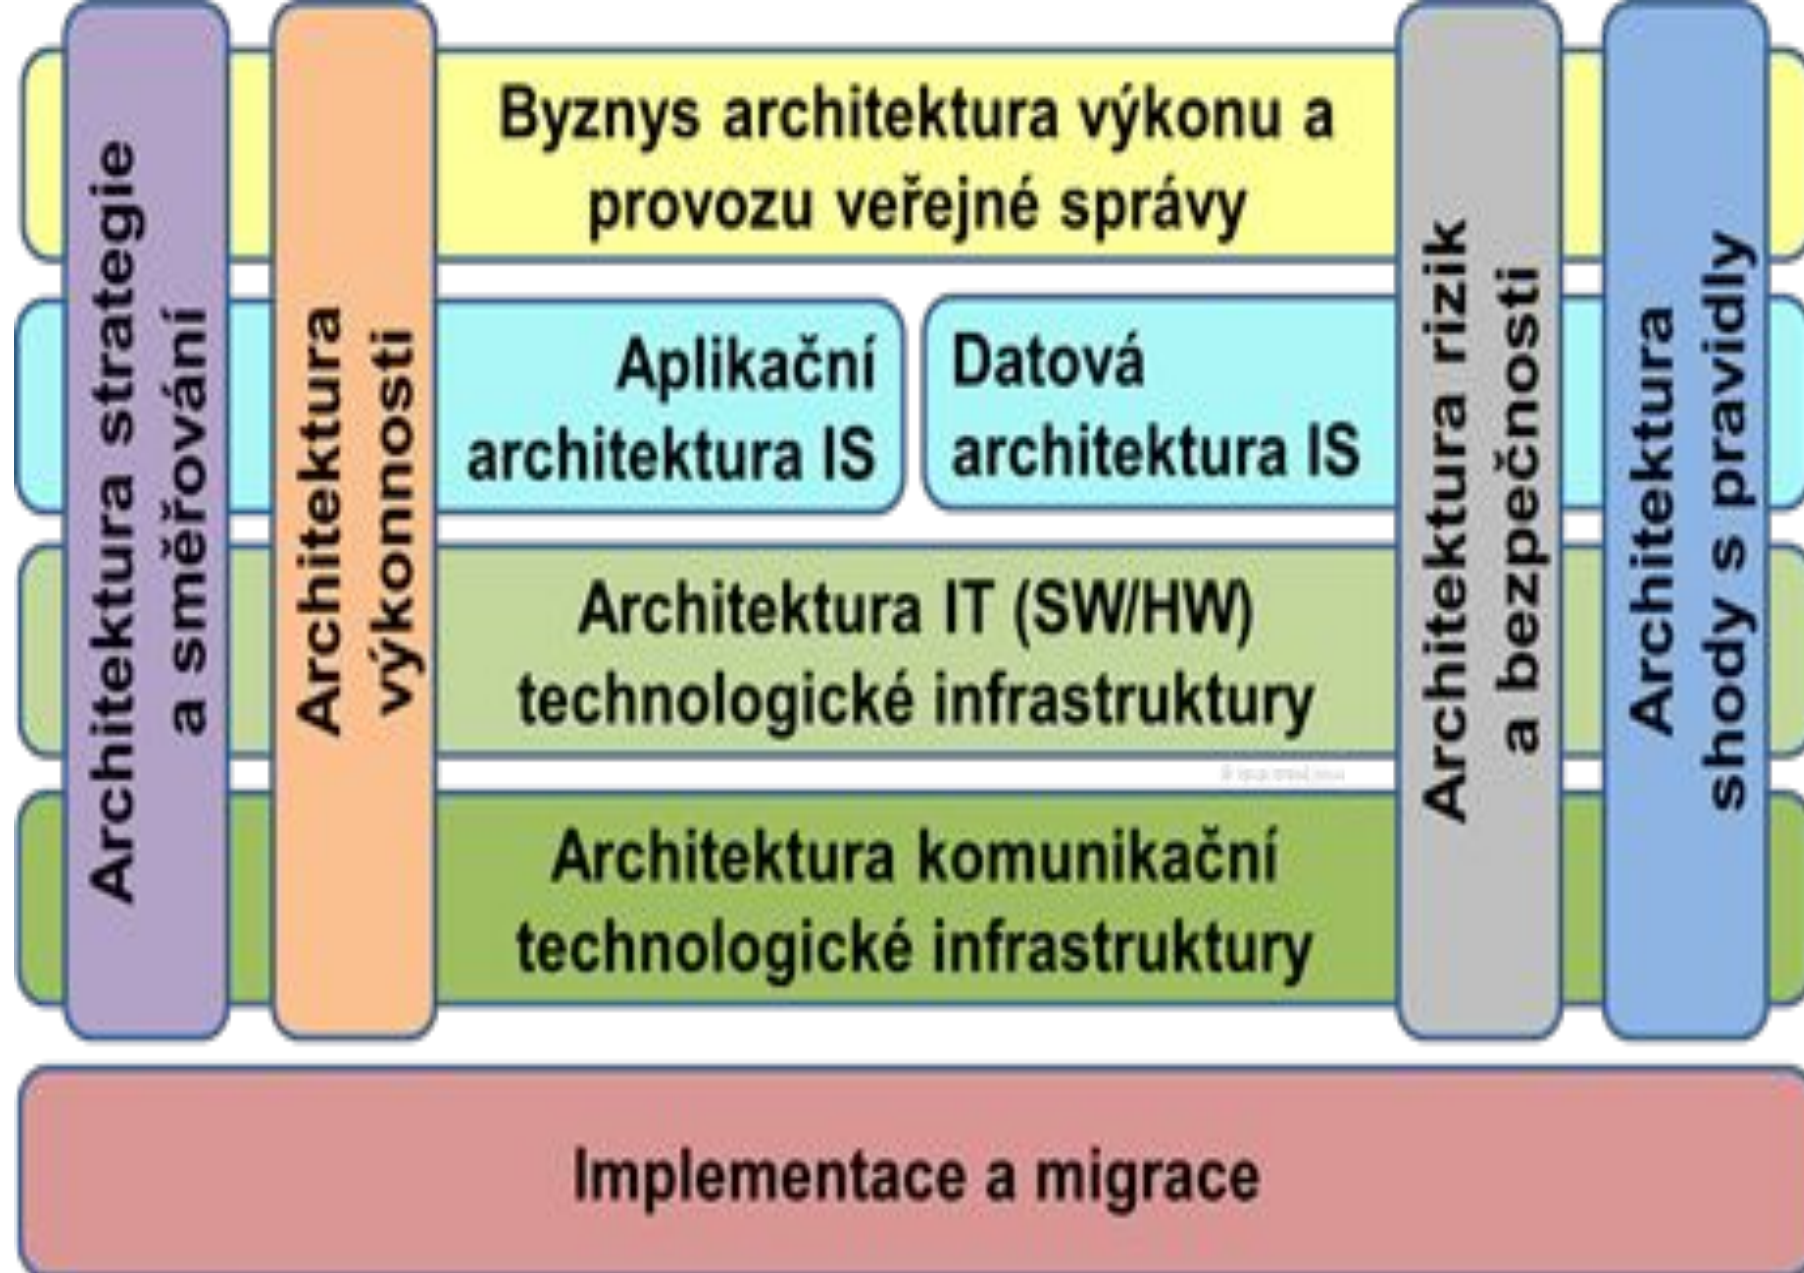 Architektura strategie
a směřování
Architektura
výkonnosti
Byznys architektura výkonu a
provozu veřejné správy
Aplikační
architektura IS
Datová
architektura IS
Architektura IT (SW/HW)
technologické infrastruktury
Architektura komunikační
technologické infrastruktury
Architektura rizik
a bezpečnosti
Architektura
shody s pravidly
Implementace a migrace